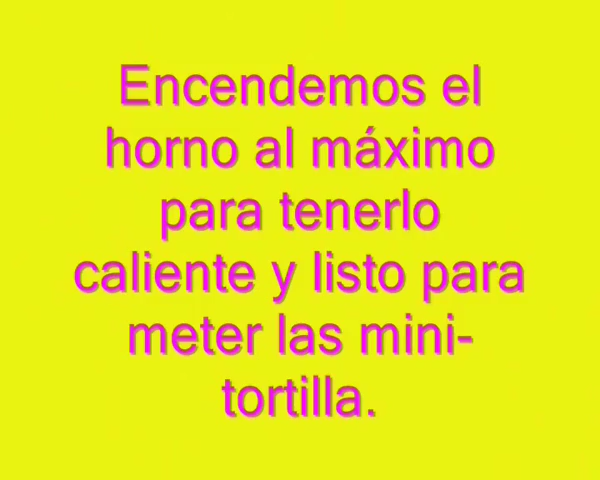 Encendemos el
horno al máximo
para tenerlo
caliente y listo para
meter las mini-
tortilla.